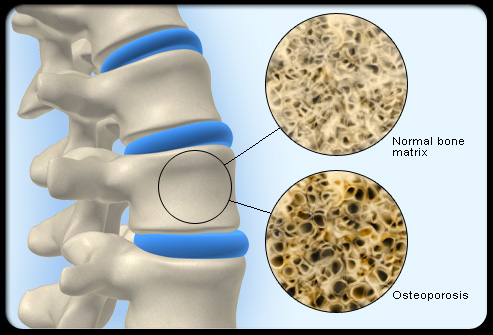 Normal bone
matrix
Osteoporosis